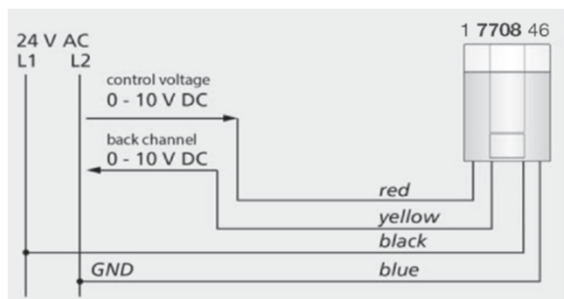 1 7708 46
24 V AC
L1 L2
control voltage
0 - 10 V DC
back channel
0 - 10 V DC
red
yellow
black
GND blue